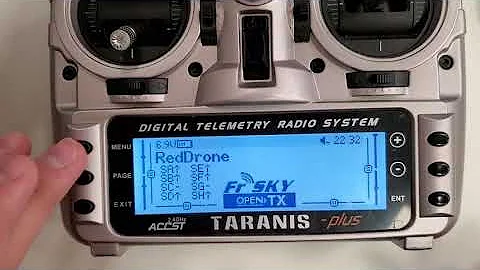 DIGITAL TELEMETRY RADIO SYSTEM
MENU
PAGE
EXIT
ENT
+
-
6.9V 22:32
RedDrone
SA↑ SE↑
SB↑ SF↑
SC- SG-
SD↑ SH↑
FrSKY
OPEN TX
2.4GHz
ACCST
TARANIS -plus